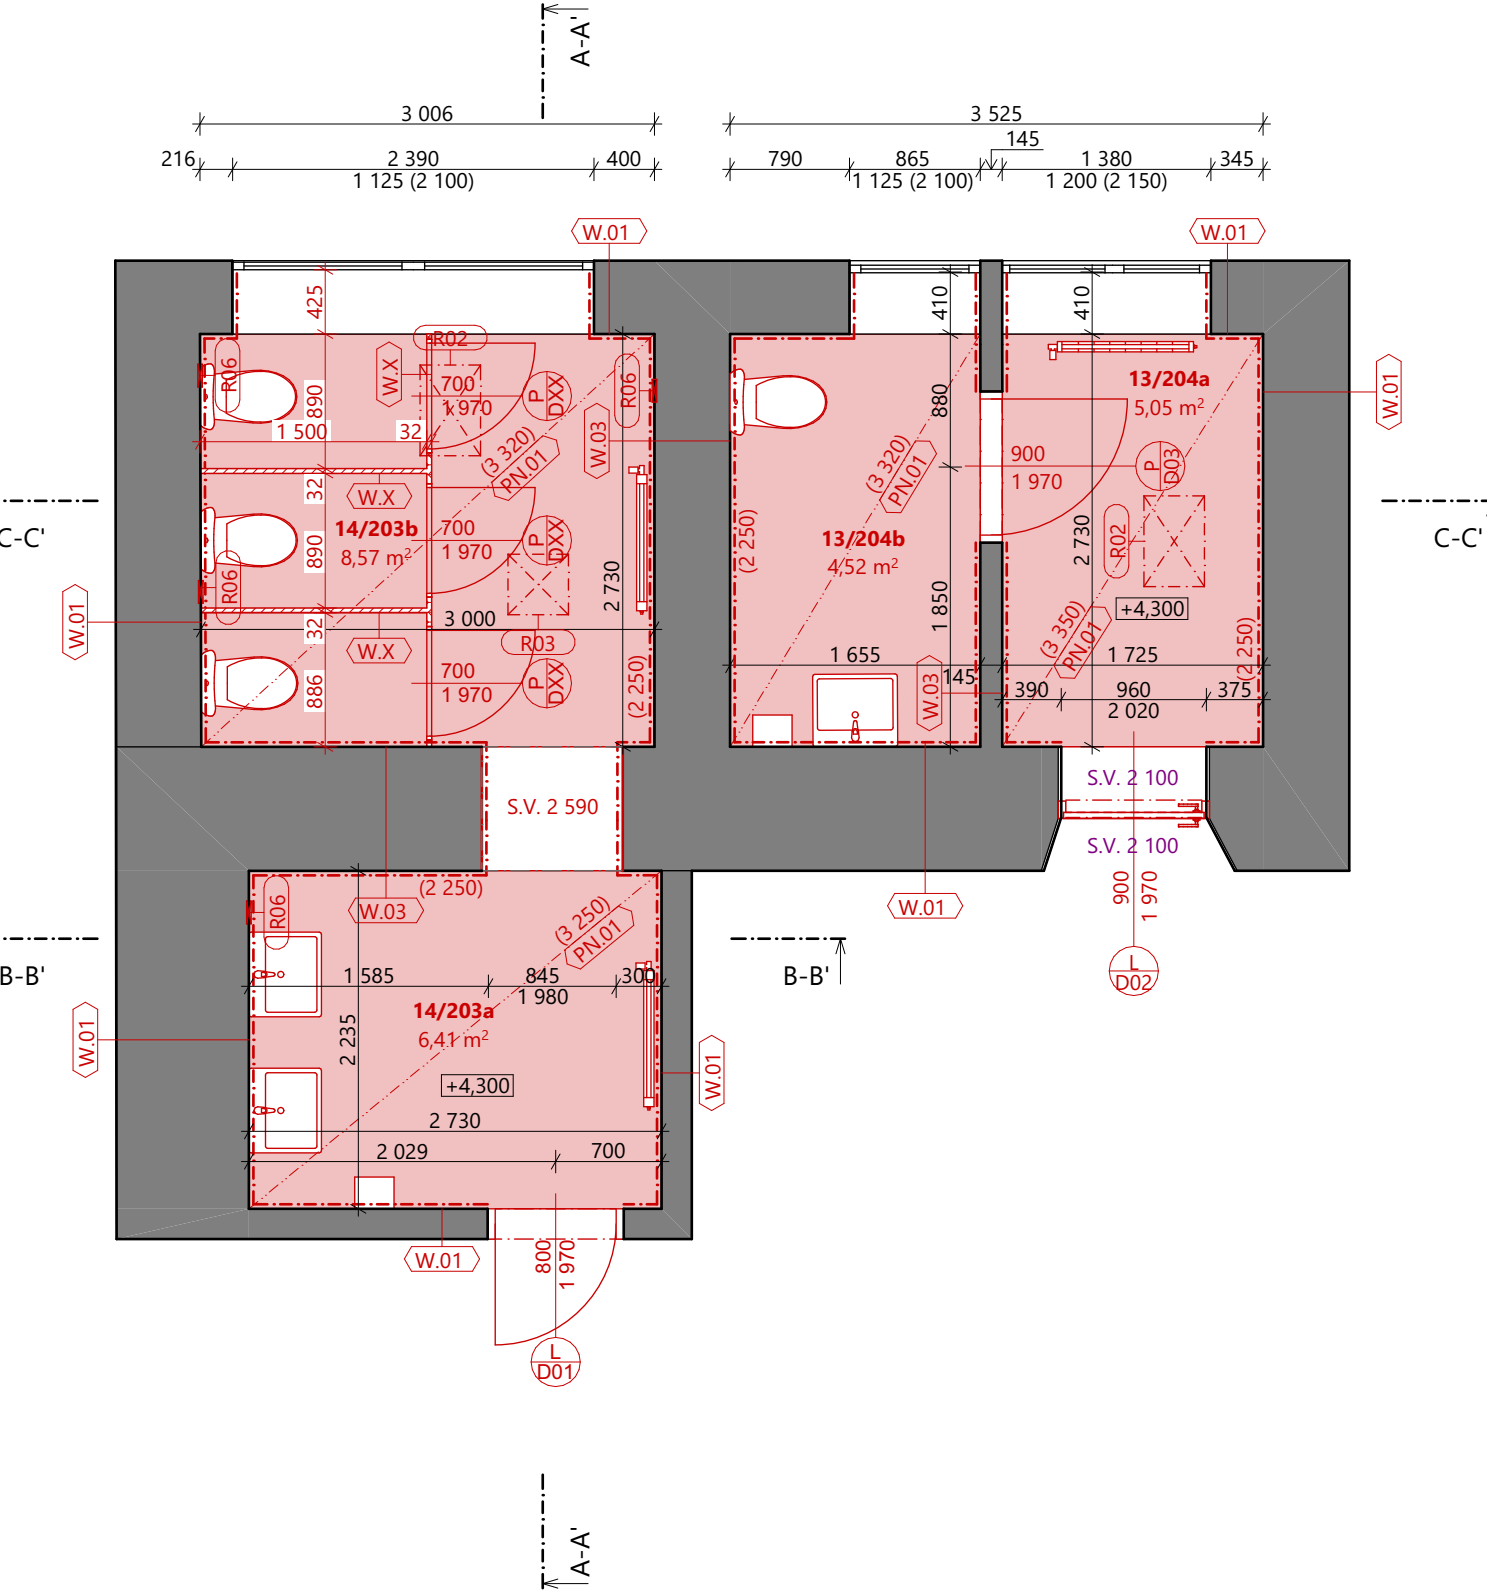 A-A'
3 006
3 525
216
2 390
400
790
865
145
1 380
345
1 125 (2 100)
1 125 (2 100)
1 200 (2 150)
W.01
W.01
425
410
410
R02
R06
W.X
700
1 970
P
DXX
R06
890
1 500
32
W.03
(3 320)
PN.01
880
(3 320)
PN.01
13/204a
5,05 m²
W.01
900
1 970
P
D03
C-C'
C-C'
32
W.X
14/203b
8,57 m²
700
1 970
P
DXX
890
R06
2 730
(2 250)
13/204b
4,52 m²
2 730
R02
+4,300
1 850
W.01
32
3 000
W.X
R03
(3 350)
PN.01
(2 250)
886
700
1 970
P
DXX
(2 250)
1 655
145
W.03
1 725
390
960
375
2 020
S.V. 2 590
S.V. 2 100
S.V. 2 100
(2 250)
W.03
R06
(3 250)
PN.01
W.01
900
1 970
L
D02
B-B'
B-B'
1 585
845
300
1 980
14/203a
6,41 m²
2 235
W.01
W.01
+4,300
2 730
2 029
700
W.01
800
1 970
L
D01
A-A'